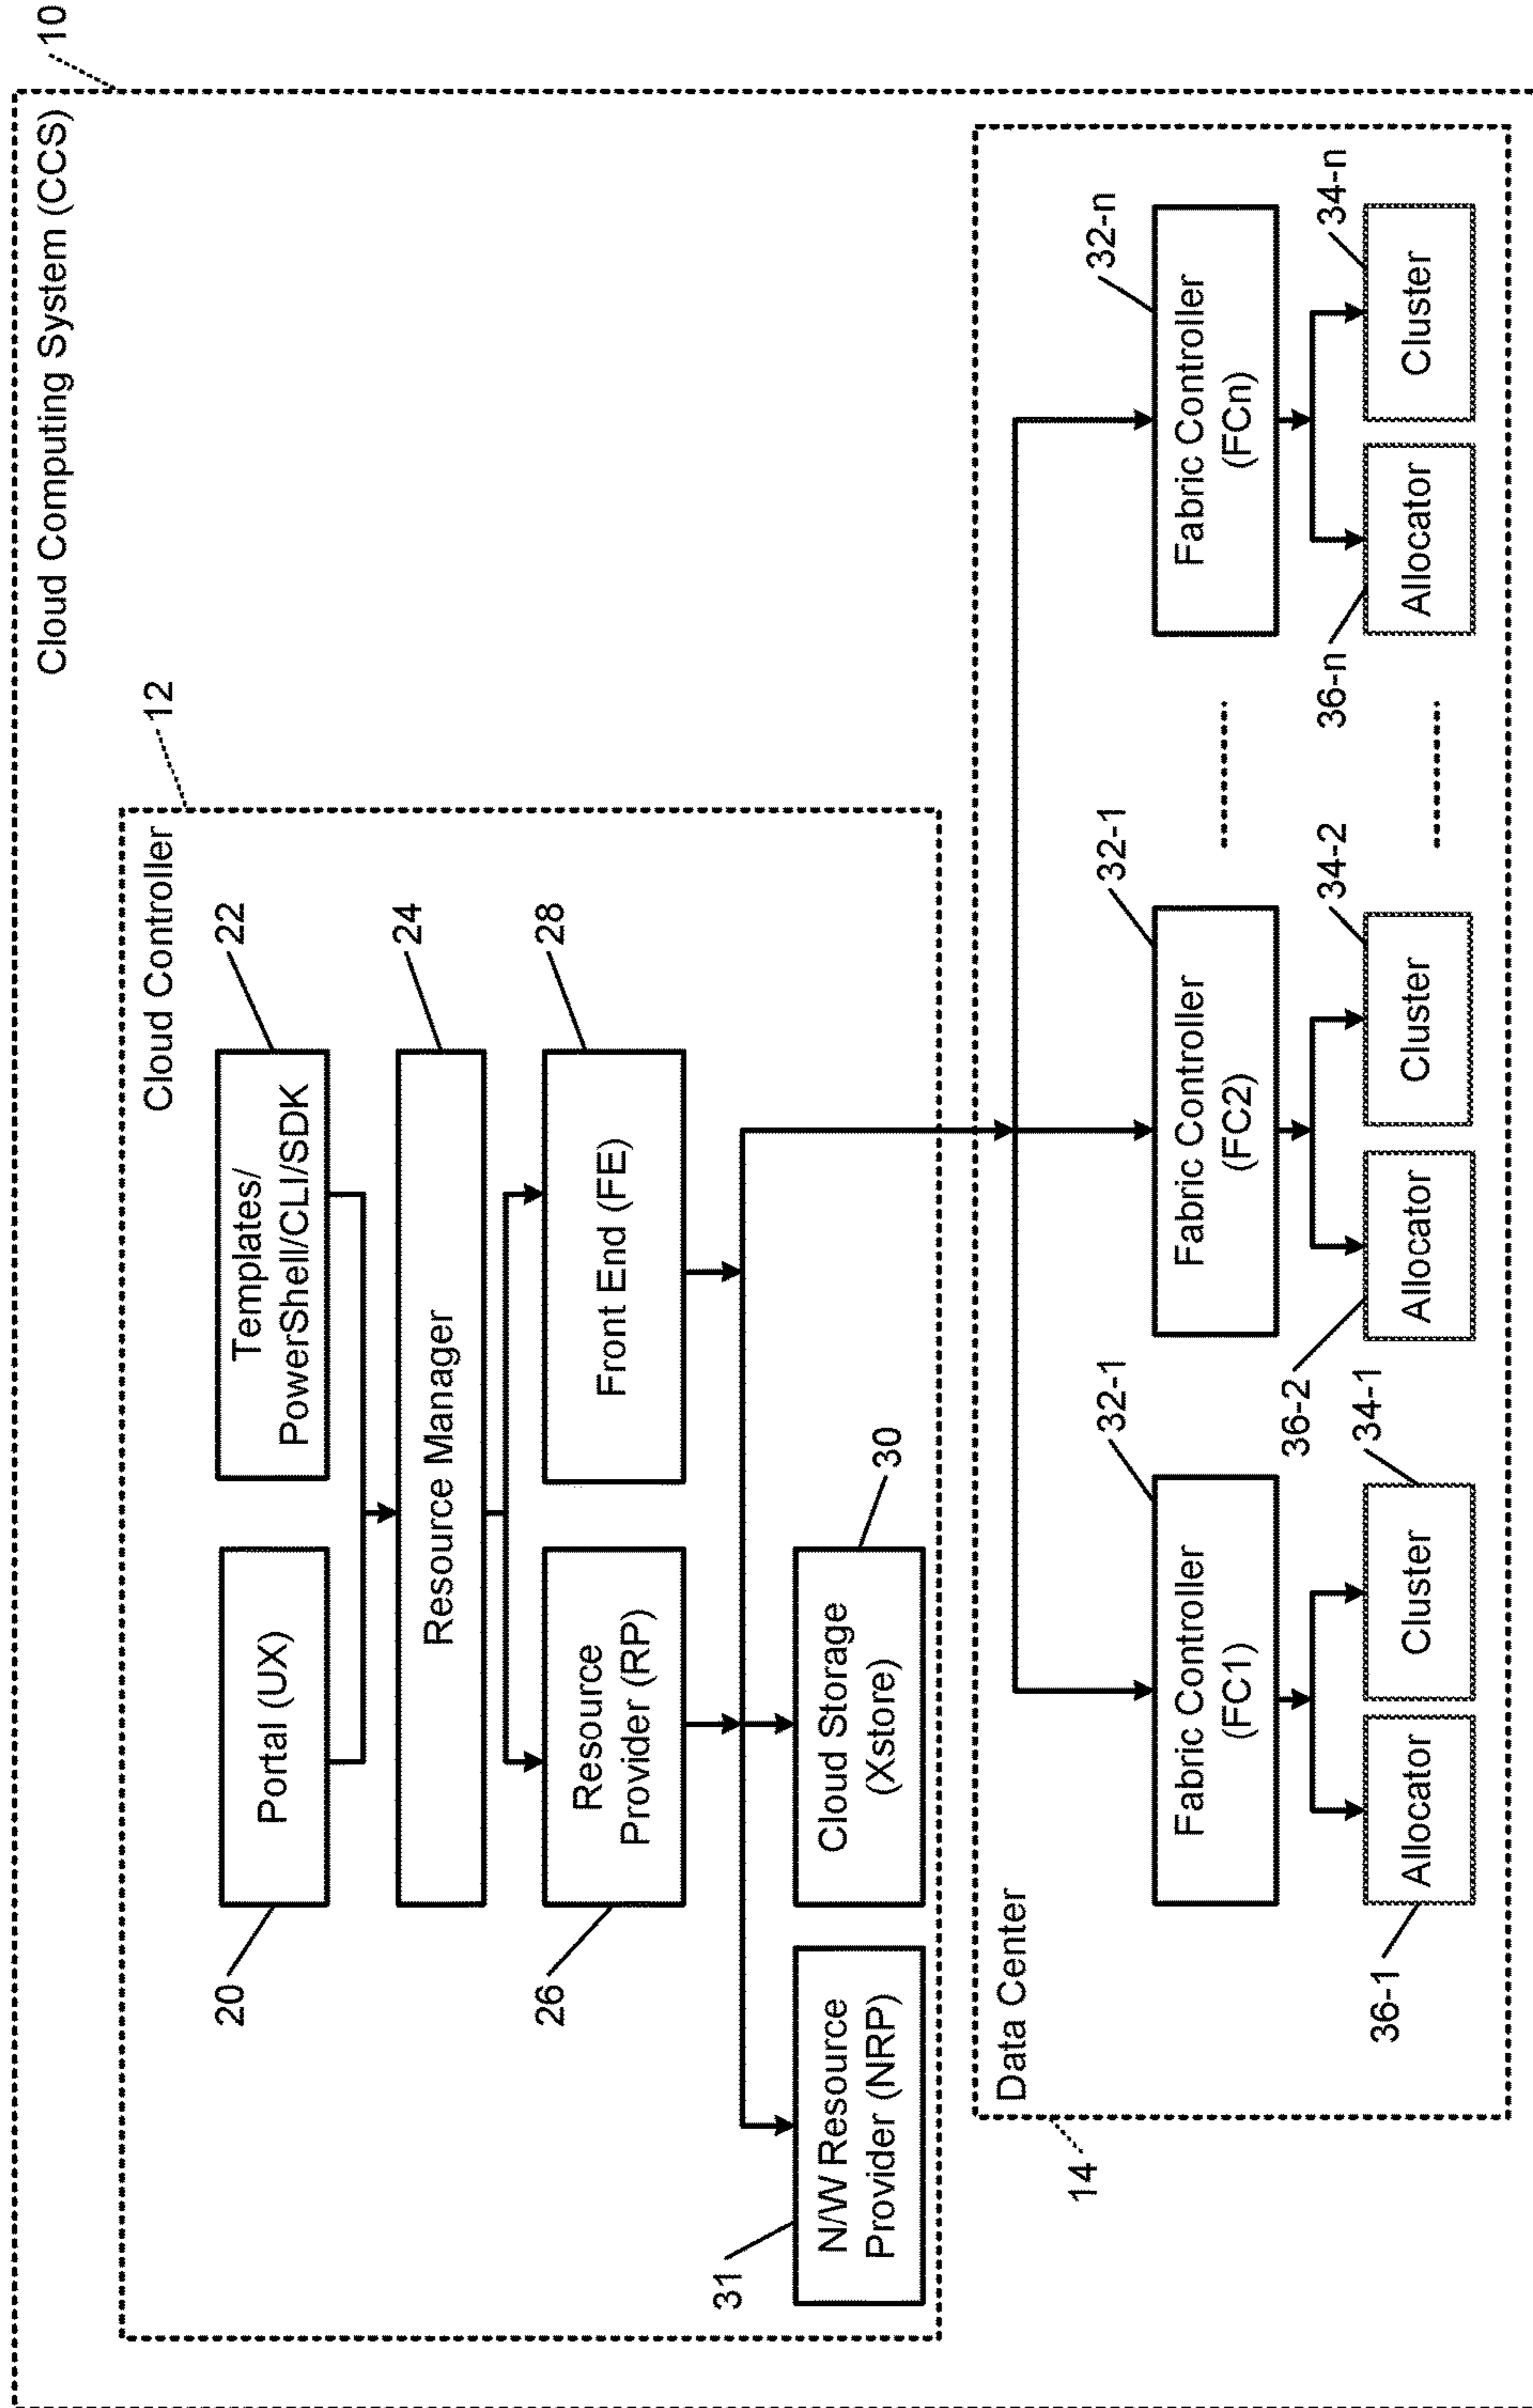 Cloud Computing System (CCS)
10
Cloud Controller
12
20
Portal (UX)
Templates/
PowerShell/CLI/SDK
22
Resource Manager
24
26
Resource
Provider (RP)
Front End (FE)
28
31
N/W Resource
Provider (NRP)
Cloud Storage
(Xstore)
30
14
Data Center
Fabric Controller
(FC1)
32-1
Fabric Controller
(FC2)
32-1
Fabric Controller
(FCn)
32-n
36-1
Allocator
Cluster
34-1
36-2
Allocator
Cluster
34-2
36-n
Allocator
Cluster
34-n